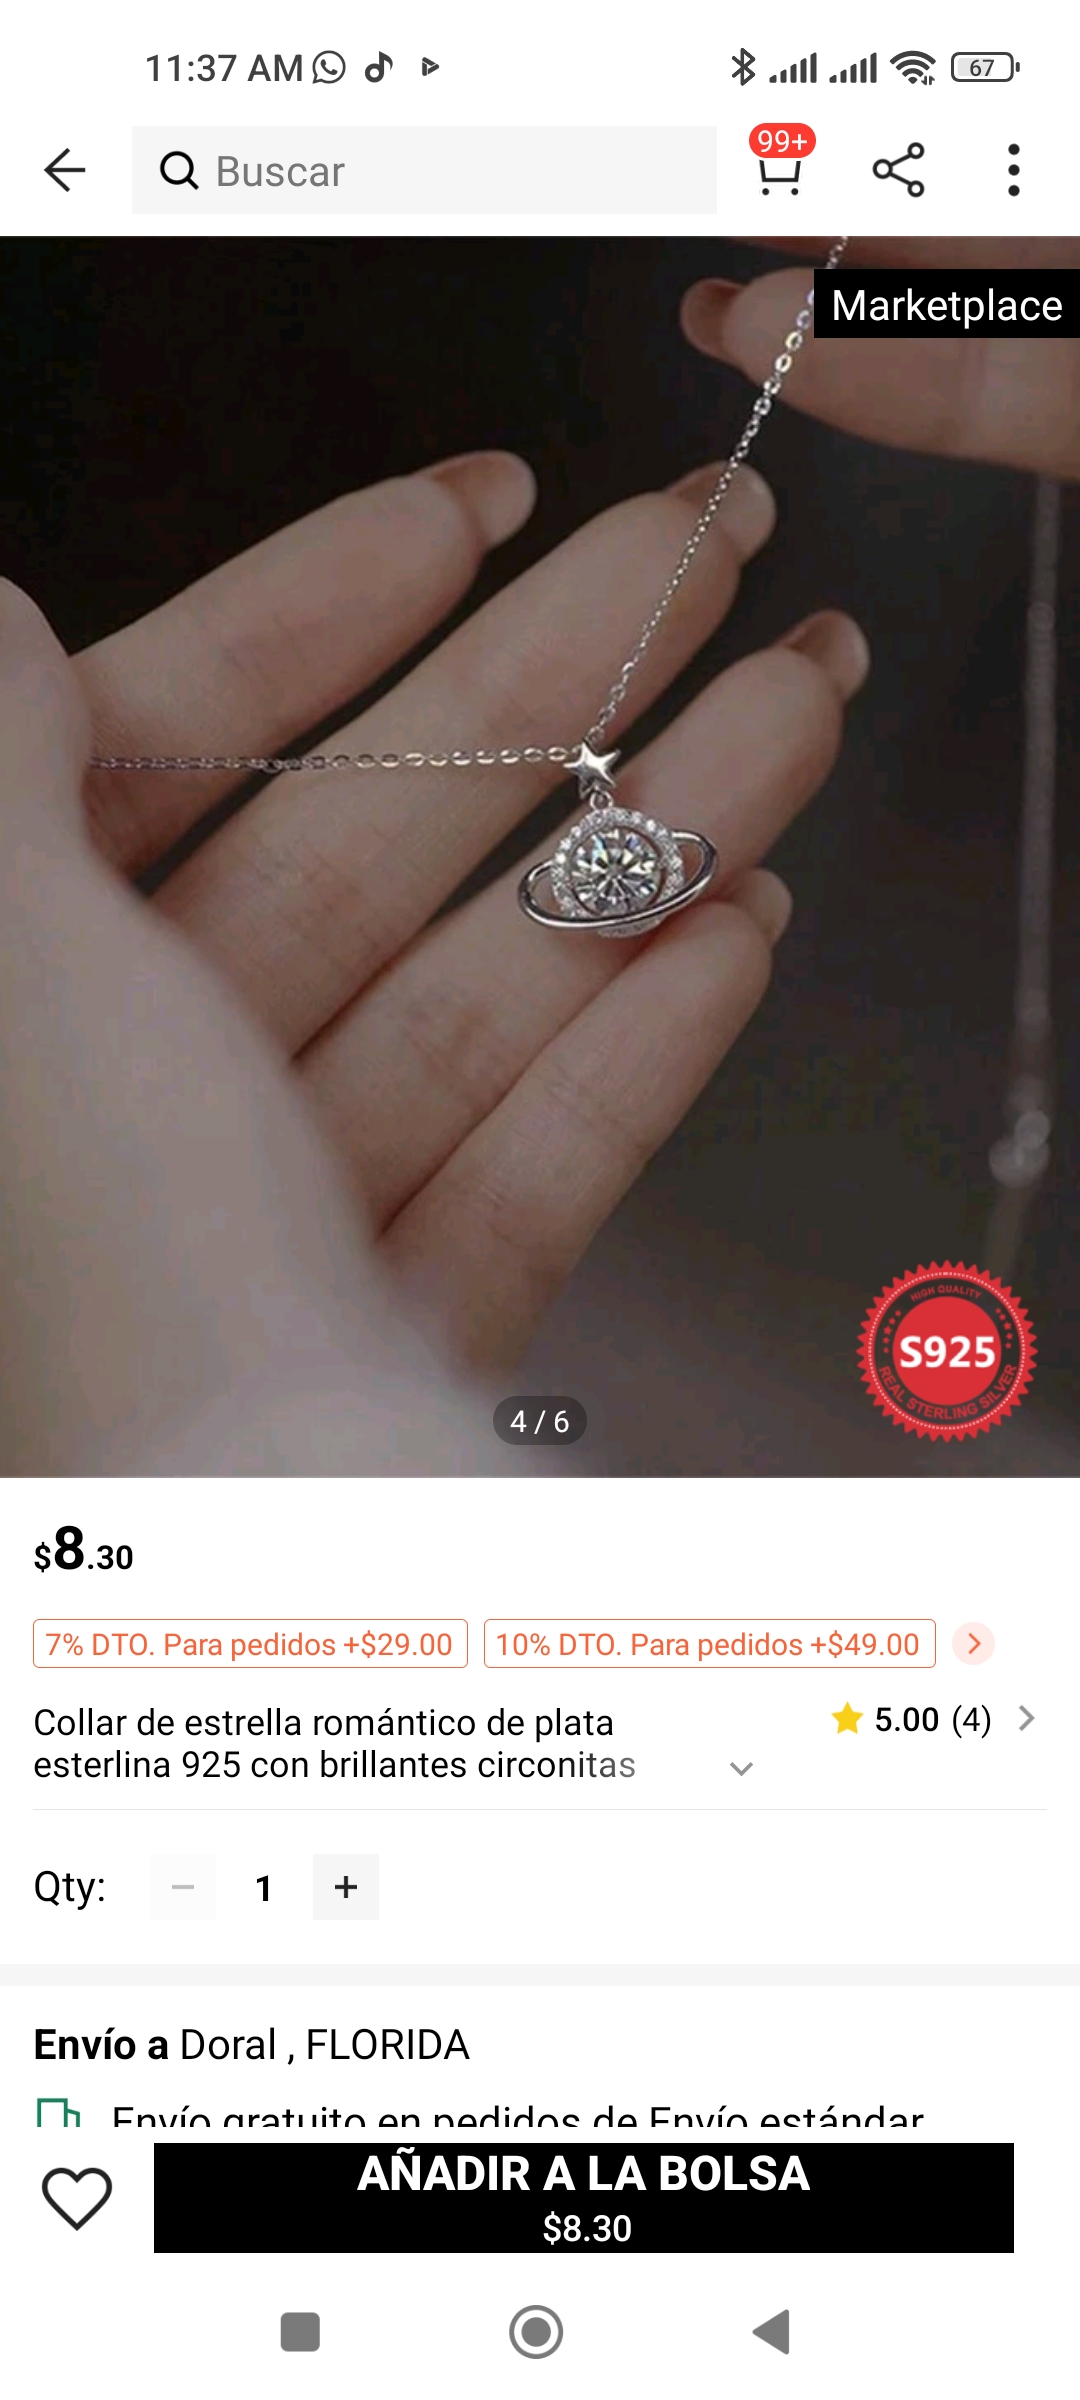 11:37 AM
67
Buscar
99+
Marketplace
HIGH QUALITY
S925
REAL STERLING SILVER
4 / 6
$8.30
7% DTO. Para pedidos +$29.00
10% DTO. Para pedidos +$49.00
Collar de estrella romántico de plata
esterlina 925 con brillantes circonitas
5.00 (4)
Qty:
1
Envío a Doral , FLORIDA
Envío gratuito en pedidos de Envío estándar
AÑADIR A LA BOLSA
$8.30